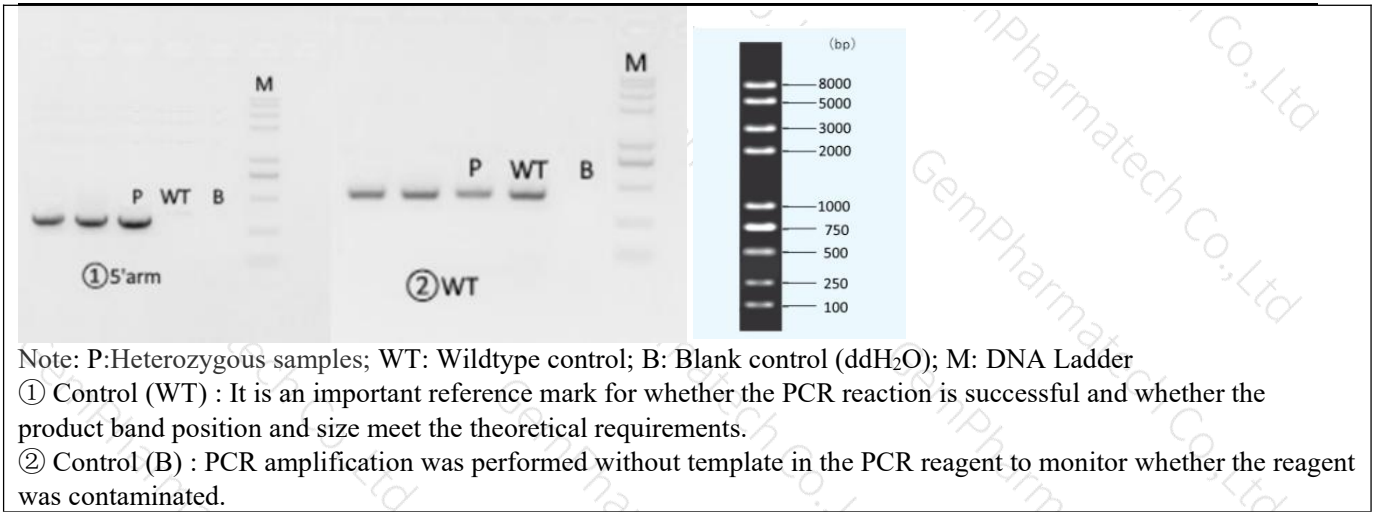 M
P WT B
①5'arm
M
P WT B
②WT
(bp)
8000
5000
3000
2000
1000
750
500
250
100
Note: P:Heterozygous samples; WT: Wildtype control; B: Blank control (ddH2O); M: DNA Ladder
① Control (WT) : It is an important reference mark for whether the PCR reaction is successful and whether the
product band position and size meet the theoretical requirements.
② Control (B) : PCR amplification was performed without template in the PCR reagent to monitor whether the reagent
was contaminated.
GemPharmatech Co.,Ltd